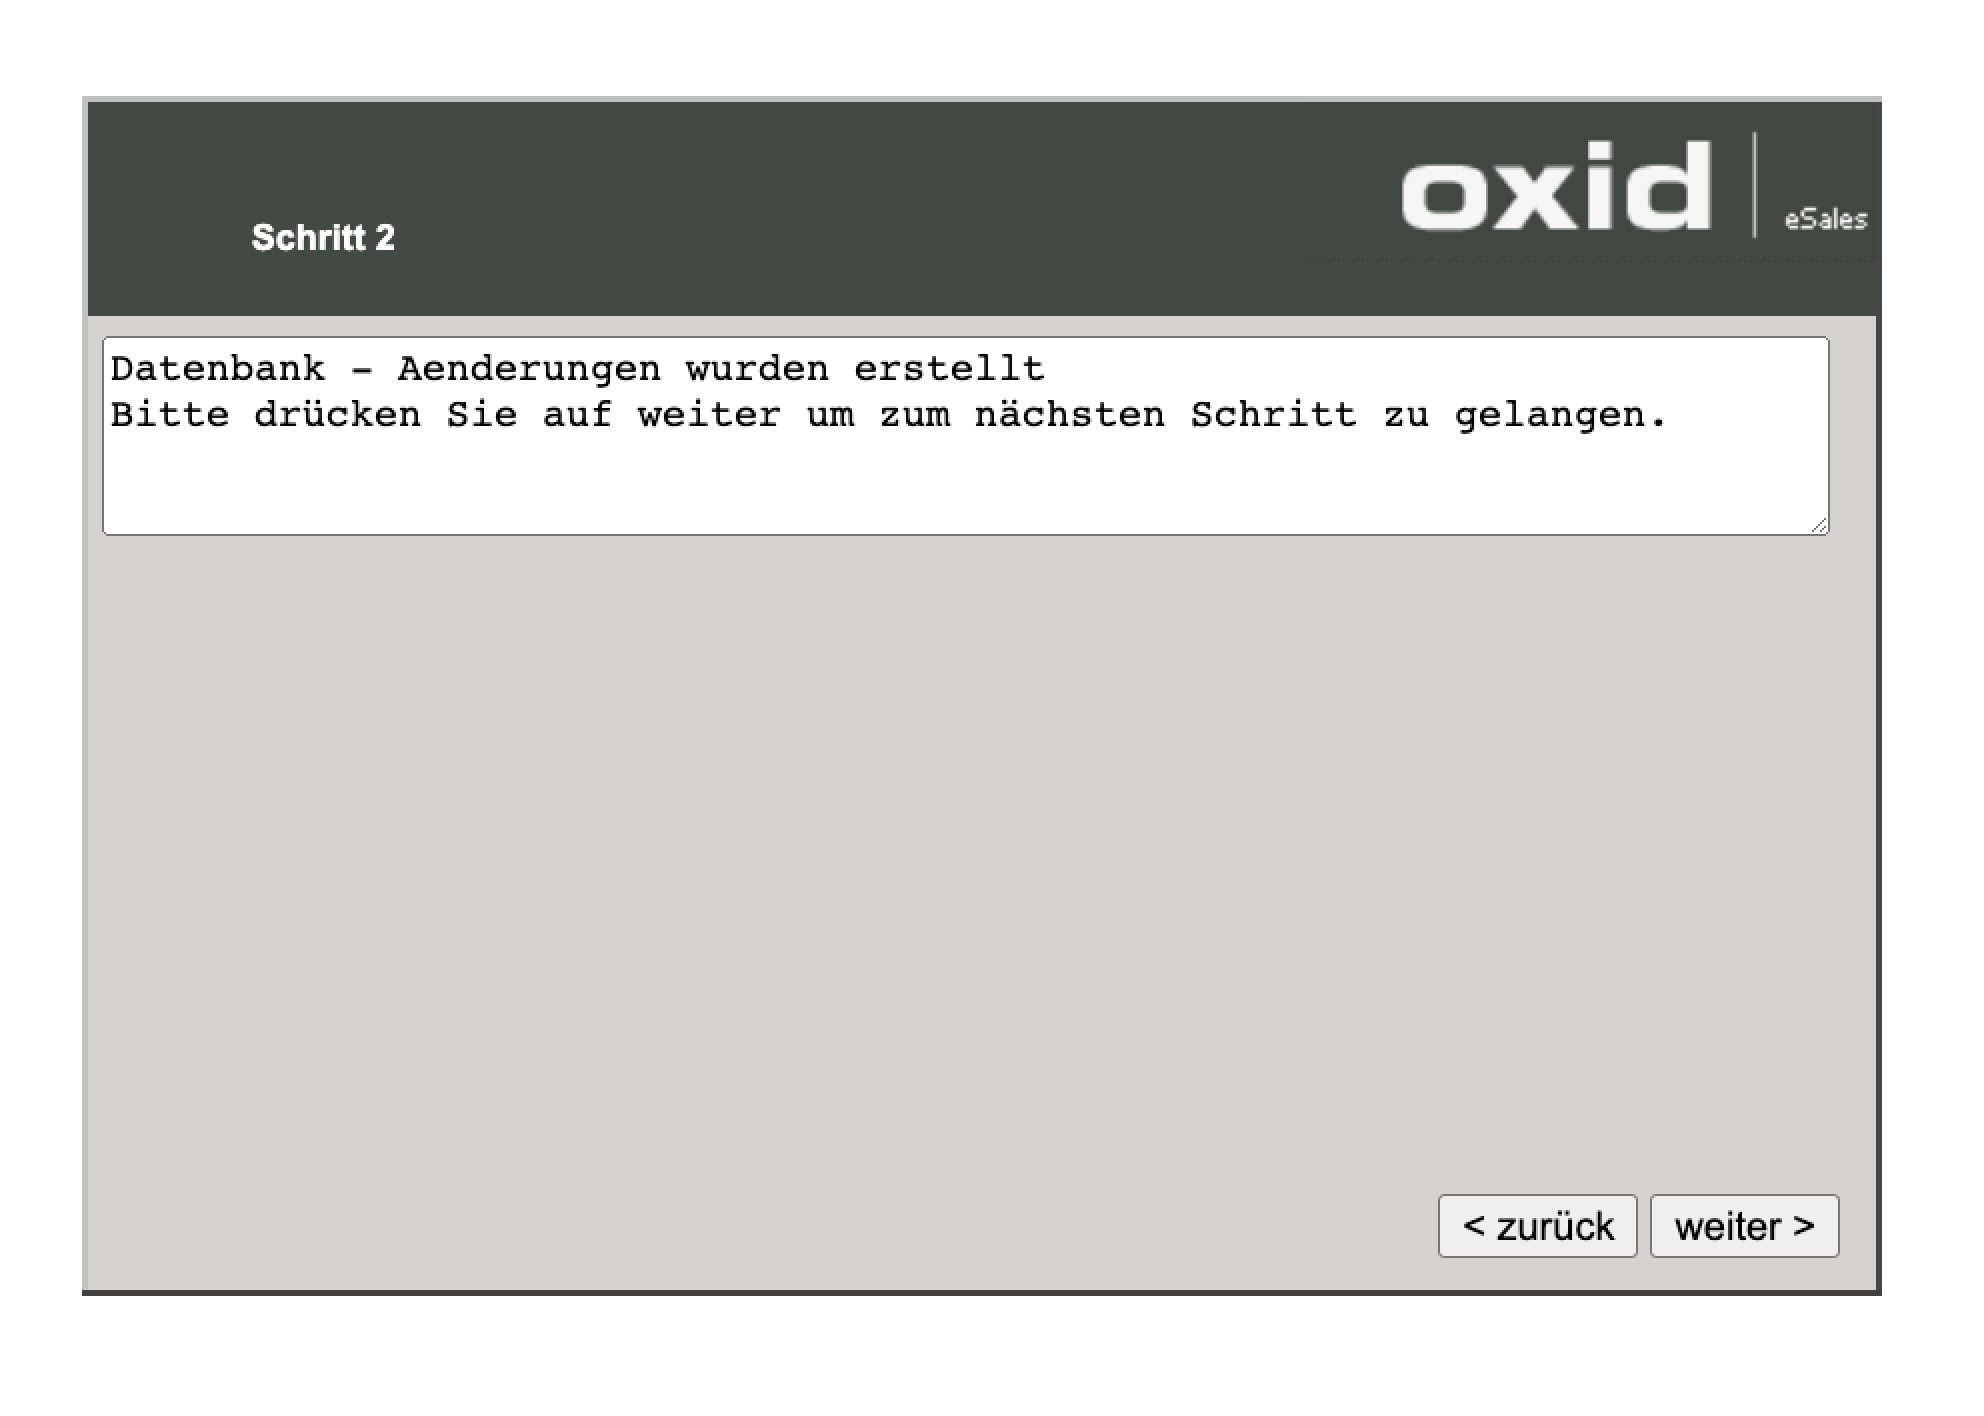 oxid
eSales
Schritt 2
Datenbank - Aenderungen wurden erstellt
Bitte drücken Sie auf weiter um zum nächsten Schritt zu gelangen.
< zurück
weiter >